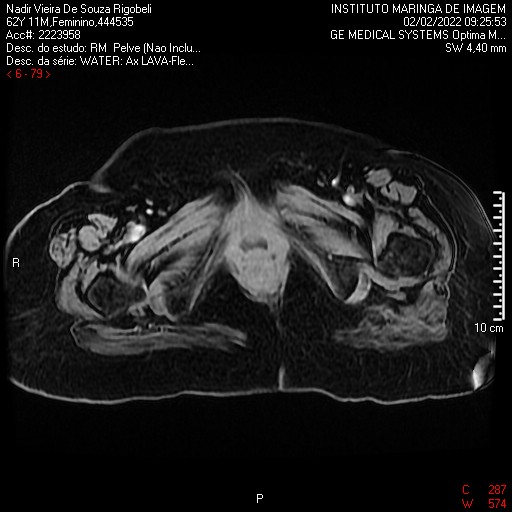 Nadir Vieira De Souza Rigobeli
62Y 11M,Feminino,444535
Acc#: 2223958
Desc. do estudo: RM Pelve (Nao Inclu...
Desc. da série: WATER: Ax LAVA-Fle...
< 6 - 79 >
INSTITUTO MARINGA DE IMAGEM
02/02/2022 09:25:53
GE MEDICAL SYSTEMS Optima M...
SW 4,40 mm
R
10 cm
P
C 287
W 574